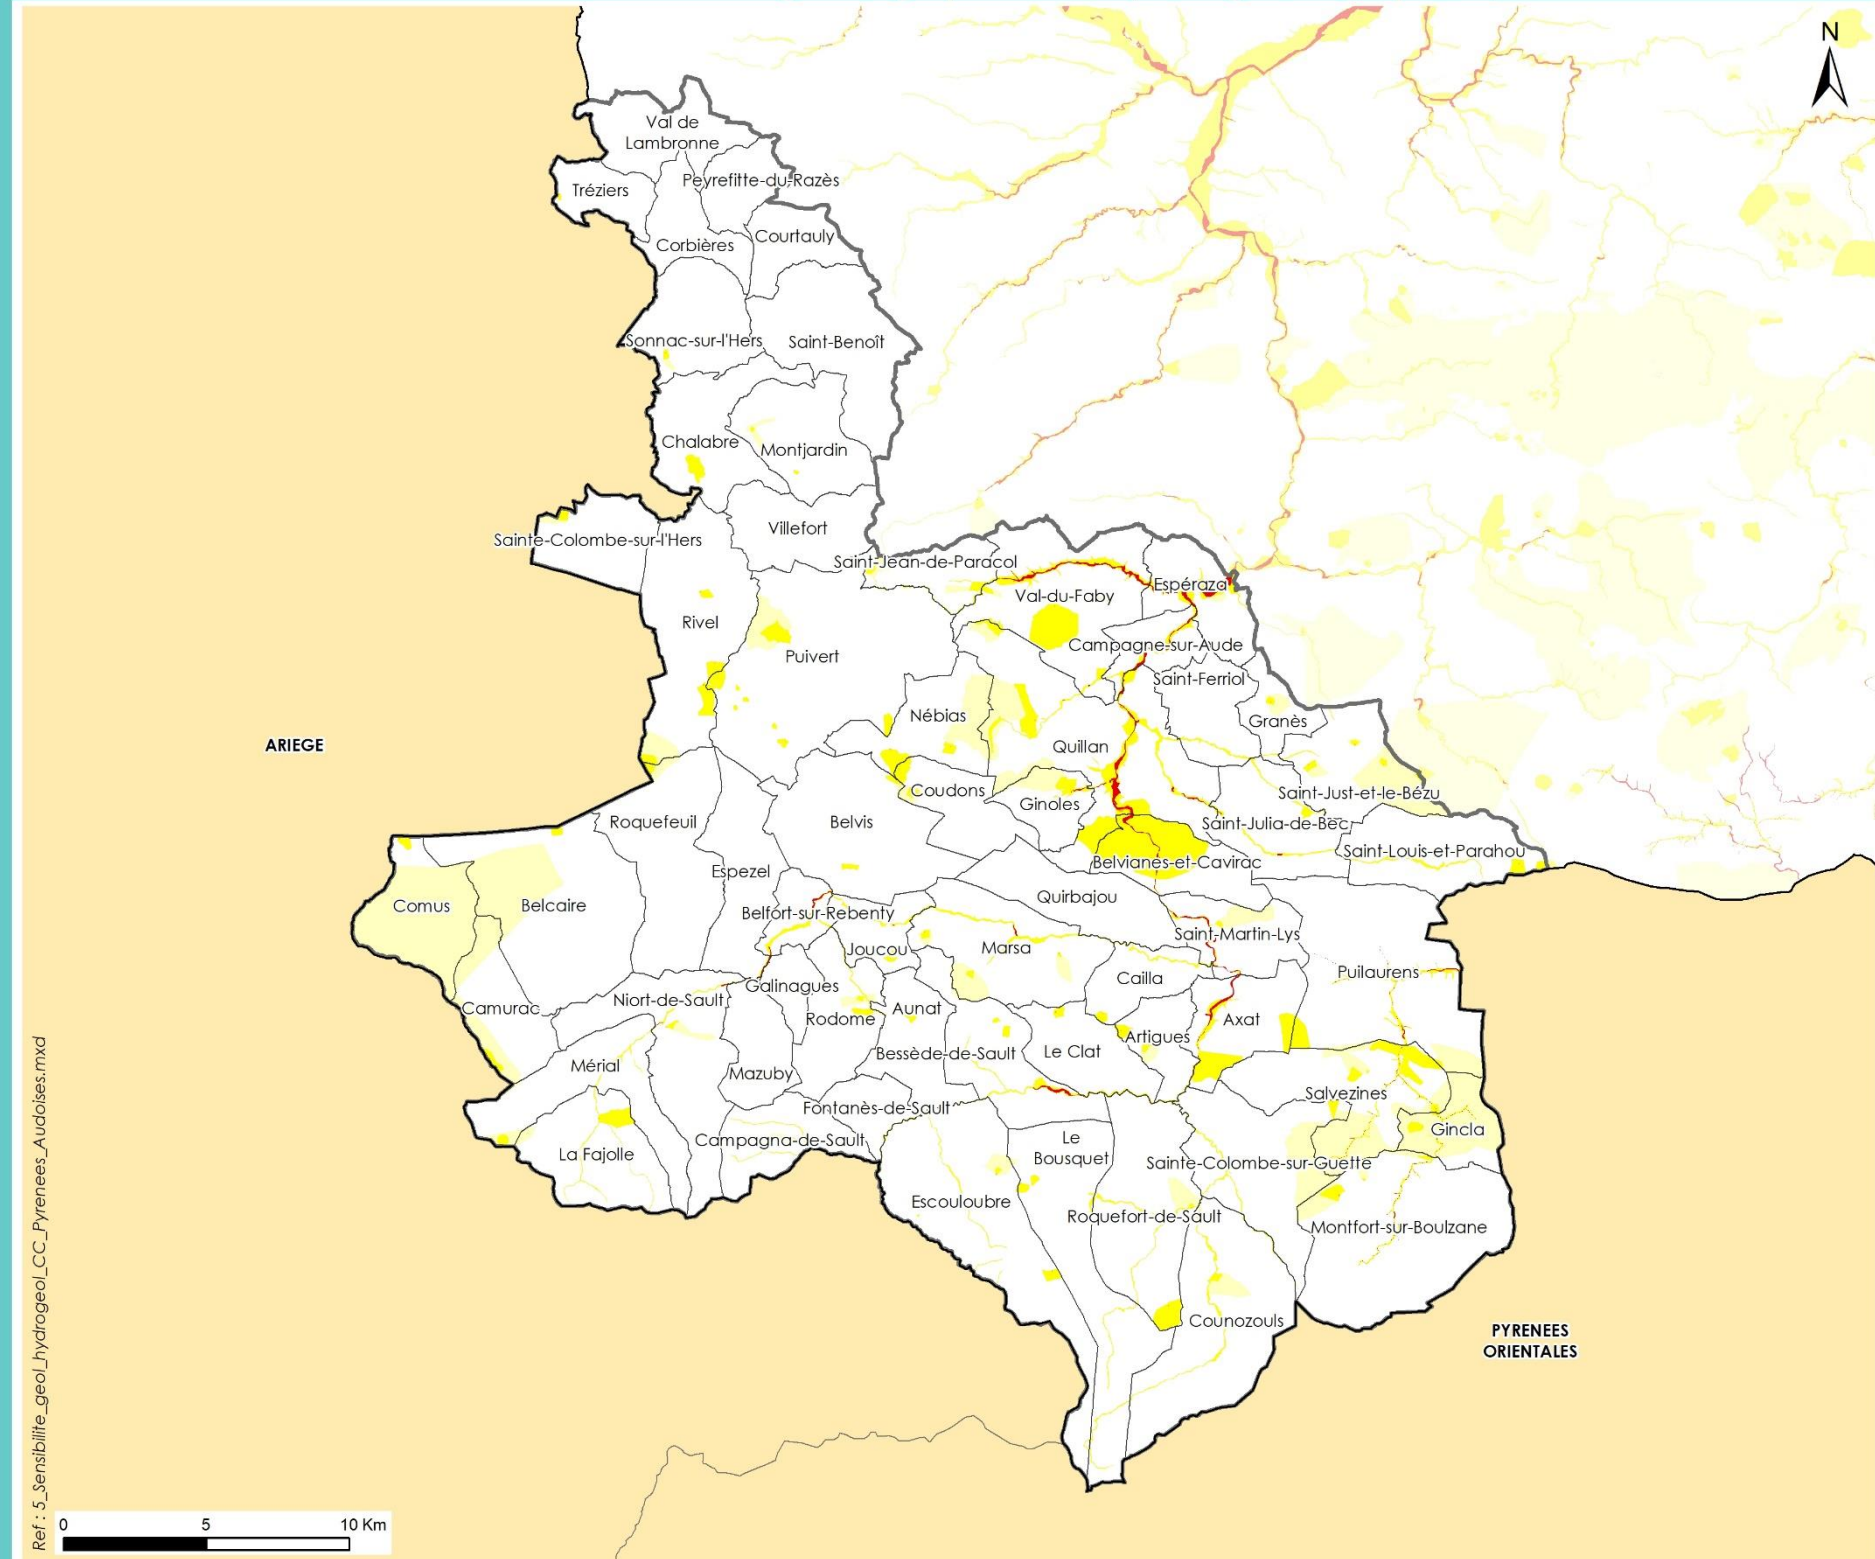 N
Val de
Lambronne
Tréziers
Peyrefitte-du-Razès
Corbières
Courtauly
Sonnac-sur-l'Hers
Saint-Benoît
Chalabre
Montjardin
Villefort
Sainte-Colombe-sur-l'Hers
Saint-Jean-de-Paracol
Val-du-Faby
Espéraza
Rivel
Puivert
Campagne-sur-Aude
Saint-Ferriol
Nébias
Granès
ARIEGE
Quillan
Coudons
Ginoles
Saint-Just-et-le-Bézu
Roquefeuil
Belvis
Saint-Julia-de-Bec
Saint-Louis-et-Parahou
Belvianes-et-Cavirac
Espezel
Comus
Belcaire
Quirbajou
Belfort-sur-Rebenty
Saint-Martin-Lys
Joucou
Marsa
Puilaurens
Cailla
Galinagues
Niort-de-Sault
Camurac
Rodome
Aunat
Axat
Artigues
Bessède-de-Sault
Le Clat
Mérial
Mazuby
Salvezines
Fontanès-de-Sault
Gincla
Campagna-de-Sault
Le
Bousquet
La Fajolle
Sainte-Colombe-sur-Guette
Escouloubre
Roquefort-de-Sault
Montfort-sur-Boulzane
Counozouls
PYRENEES
ORIENTALES
Ref : 5_Sensibilite_geol_hydrogeol_CC_Pyrenees_Audoises.mxd
0 5 10 Km